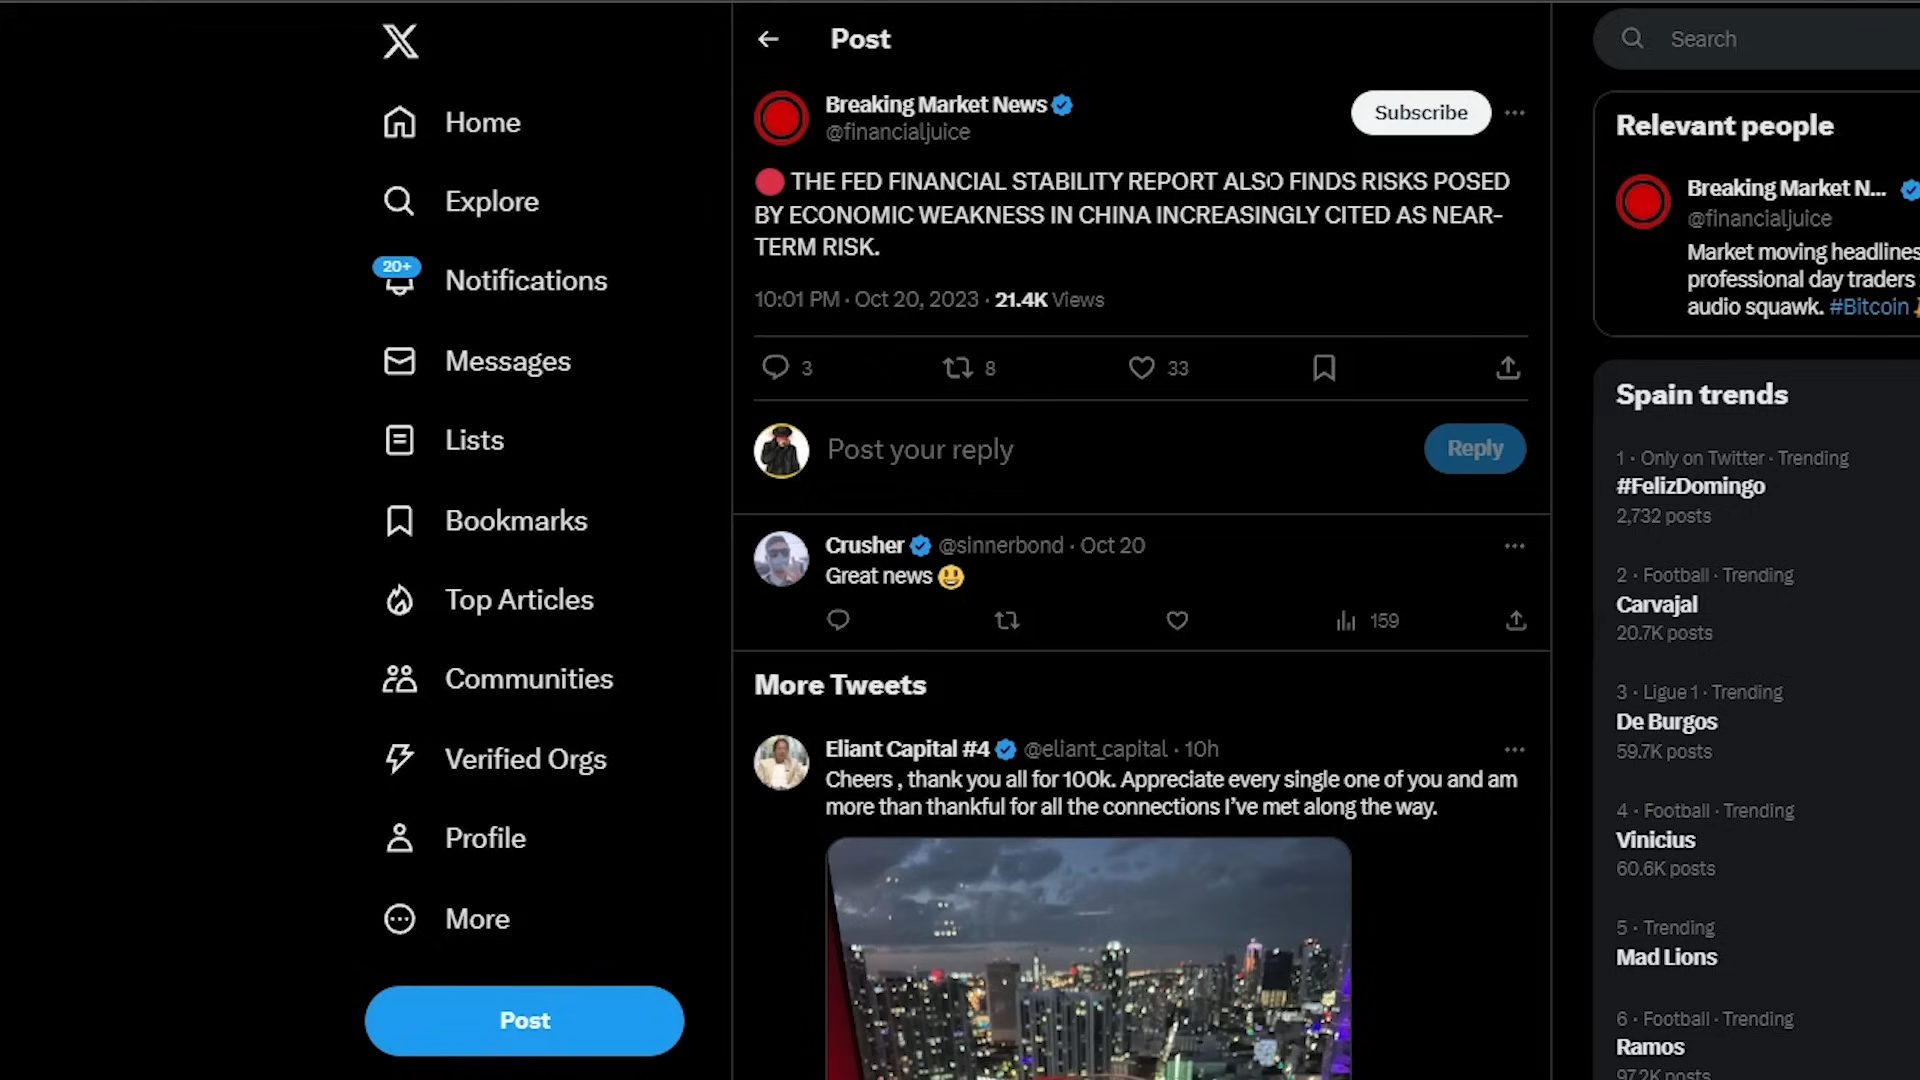 Home
Explore
20+
Notifications
Messages
Lists
Bookmarks
Top Articles
Communities
Verified Orgs
Profile
More
Post
Post
Breaking Market News
@financialjuice
Subscribe
THE FED FINANCIAL STABILITY REPORT ALSO FINDS RISKS POSED
BY ECONOMIC WEAKNESS IN CHINA INCREASINGLY CITED AS NEAR-
TERM RISK.
10:01 PM · Oct 20, 2023 · 21.4K Views
3
8
33
Post your reply
Reply
Crusher @sinnerbond · Oct 20
Great news
159
More Tweets
Eliant Capital #4 @eliant_capital · 10h
Cheers , thank you all for 100k. Appreciate every single one of you and am
more than thankful for all the connections I've met along the way.
Search
Relevant people
Breaking Market N...
@financialjuice
Market moving headlines
professional day traders
audio squawk. #Bitcoin
Spain trends
1 · Only on Twitter · Trending
#FelizDomingo
2,732 posts
2 · Football · Trending
Carvajal
20.7K posts
3 · Ligue 1 · Trending
De Burgos
59.7K posts
4 · Football · Trending
Vinicius
60.6K posts
5 · Trending
Mad Lions
6 · Football · Trending
Ramos
97.2K posts